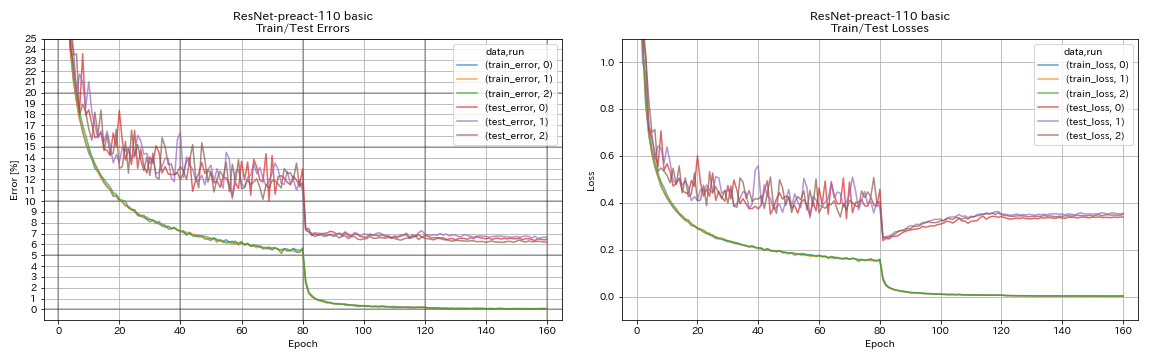 ResNet-preact-110 basic
Train/Test Errors
25
24
23
22
21
20
19
18
17
16
15
14
13
12
11
10
9
8
7
6
5
4
3
2
1
0
Error [%]
data,run
(train_error, 0)
(train_error, 1)
(train_error, 2)
(test_error, 0)
(test_error, 1)
(test_error, 2)
0 20 40 60 80 100 120 140 160
Epoch
ResNet-preact-110 basic
Train/Test Losses
1.0
0.8
0.6
0.4
0.2
0.0
Loss
data,run
(train_loss, 0)
(train_loss, 1)
(train_loss, 2)
(test_loss, 0)
(test_loss, 1)
(test_loss, 2)
0 20 40 60 80 100 120 140 160
Epoch